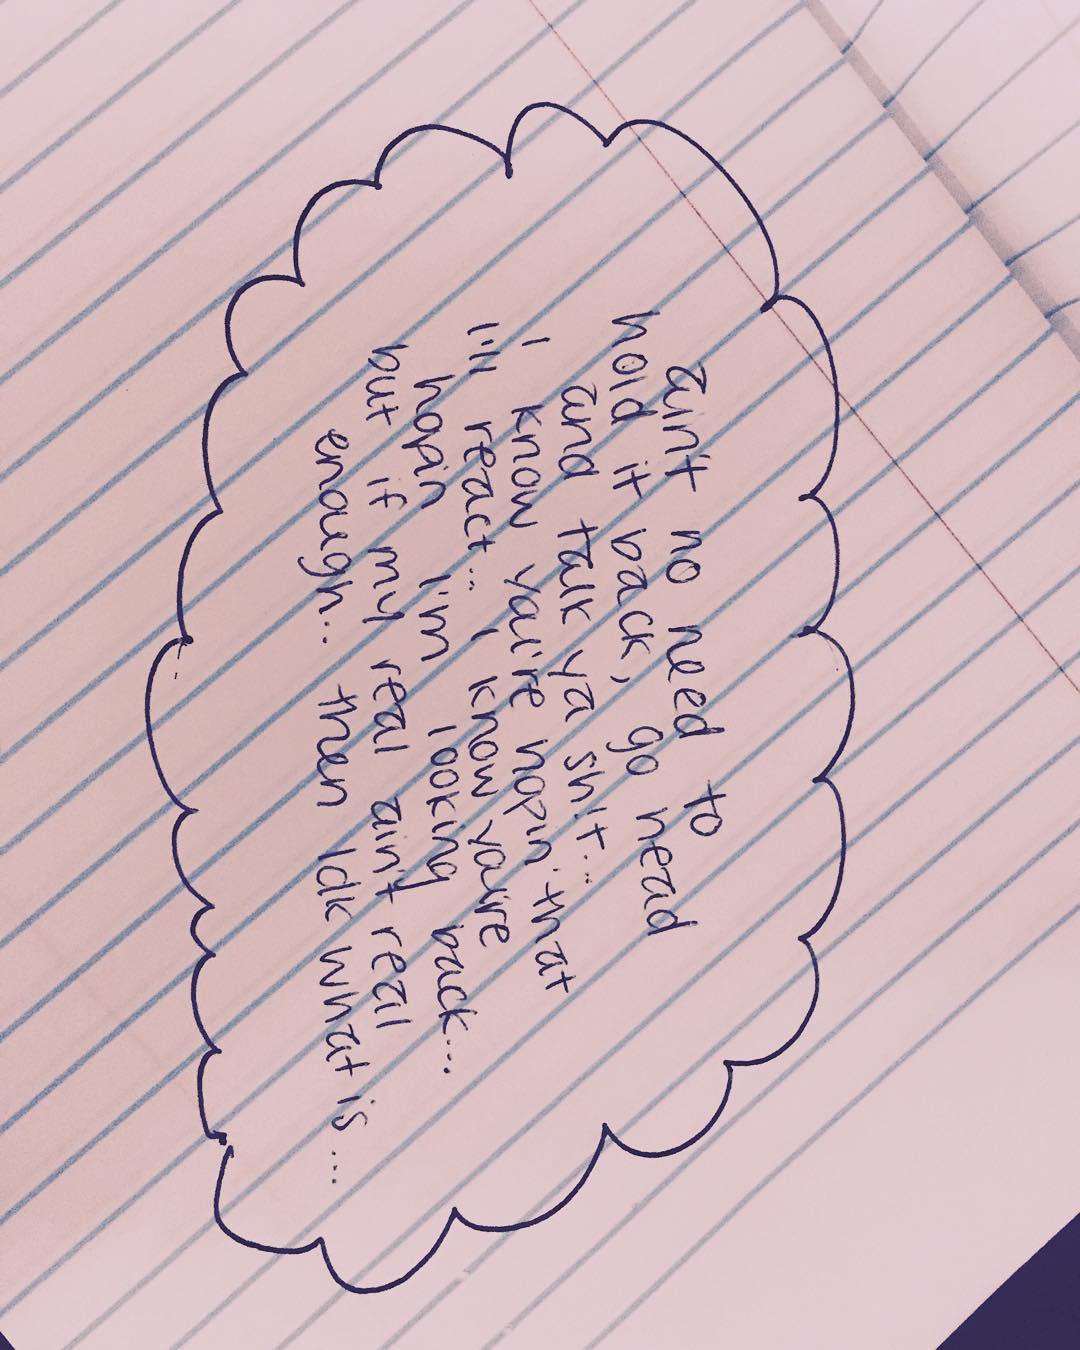 ain't no need to
hold it back, go head
and talk ya sh!t...
I know you're hopin' that
I'll react... I know you're
hopin I'm looking back...
but if my real ain't real
enough... then Idk what is...